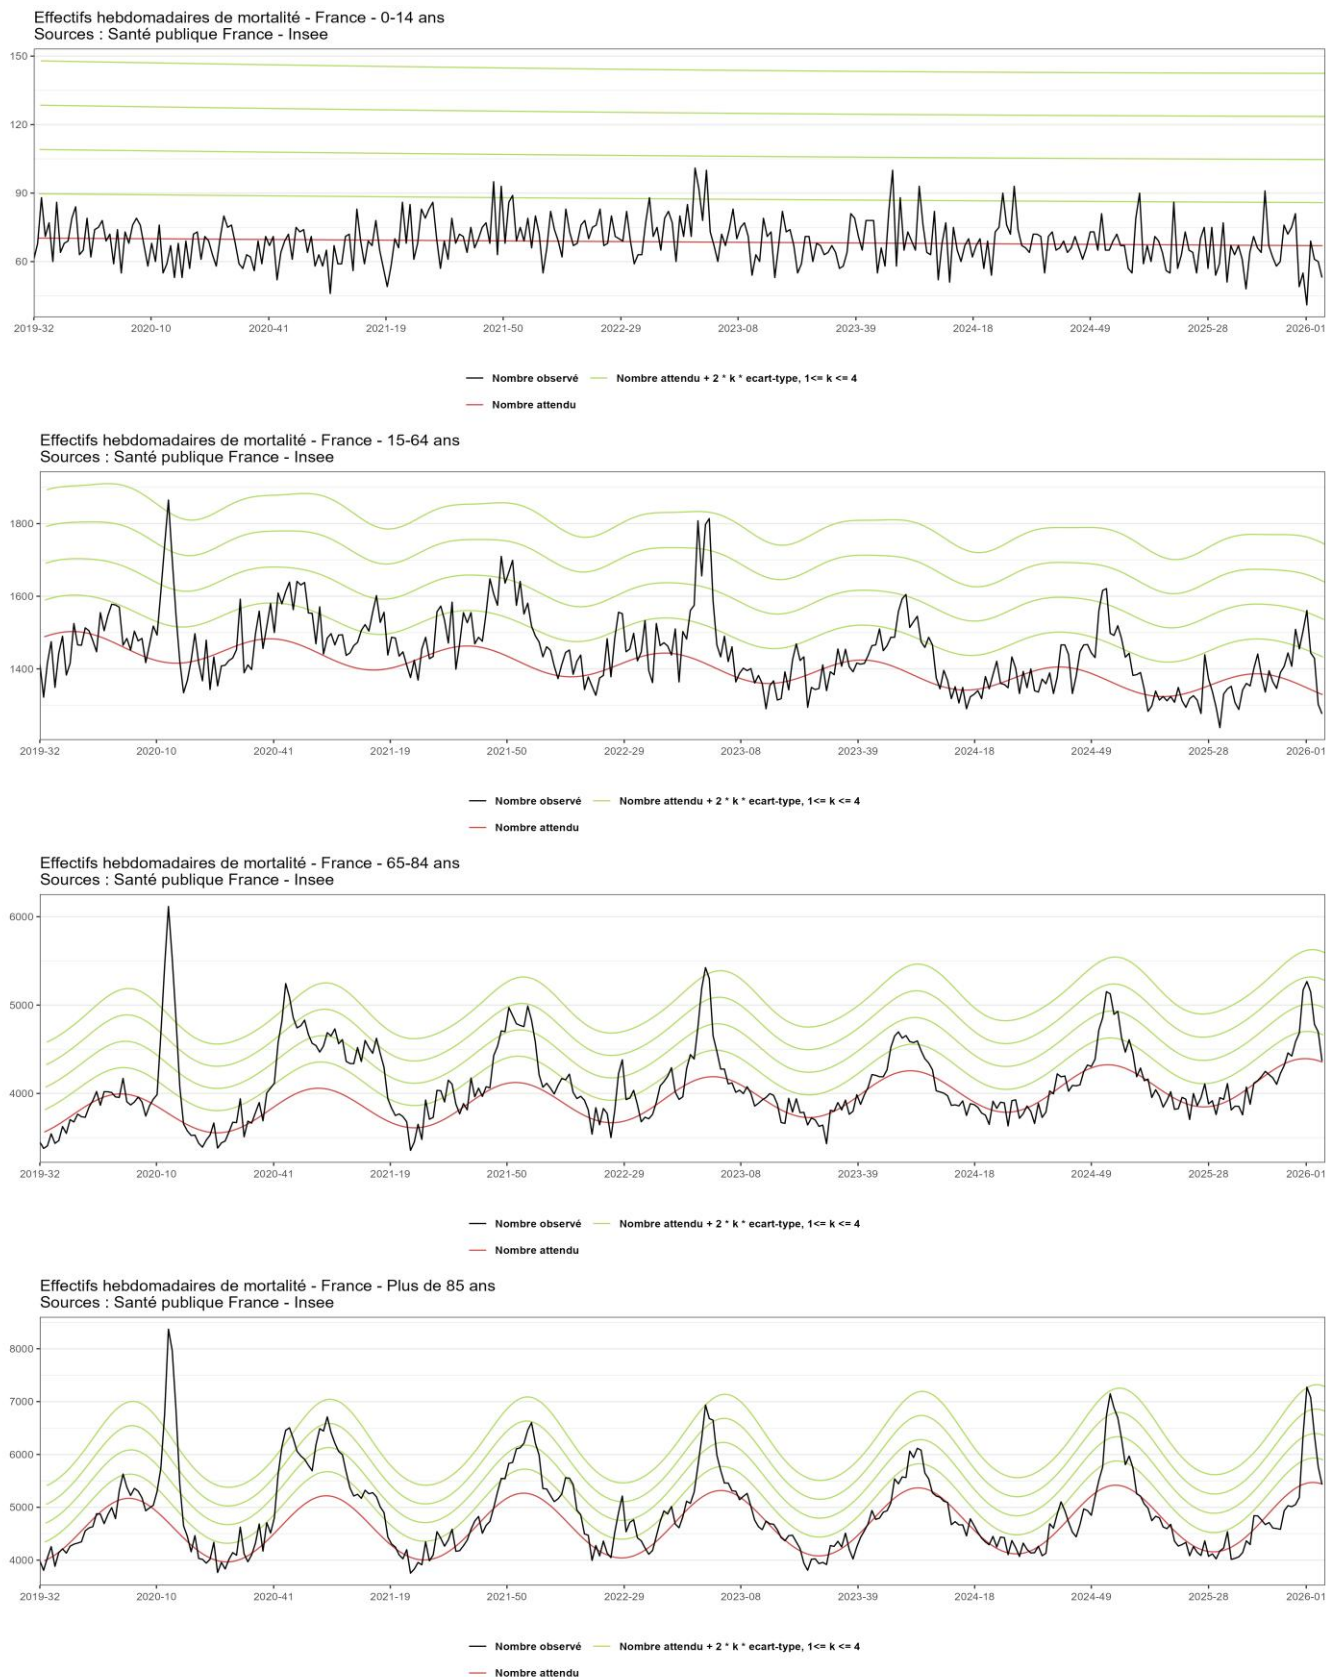 Effectifs hebdomadaires de mortalité - France - 0-14 ans
Sources : Santé publique France - Insee
150
120
90
60
2019-32 2020-10 2020-41 2021-19 2021-50 2022-29 2023-08 2023-39 2024-18 2024-49 2025-28 2026-01
Nombre observé Nombre attendu + 2 * k * ecart-type, 1<= k <= 4
Nombre attendu
Effectifs hebdomadaires de mortalité - France - 15-64 ans
Sources : Santé publique France - Insee
1800
1600
1400
2019-32 2020-10 2020-41 2021-19 2021-50 2022-29 2023-08 2023-39 2024-18 2024-49 2025-28 2026-01
Nombre observé Nombre attendu + 2 * k * ecart-type, 1<= k <= 4
Nombre attendu
Effectifs hebdomadaires de mortalité - France - 65-84 ans
Sources : Santé publique France - Insee
6000
5000
4000
2019-32 2020-10 2020-41 2021-19 2021-50 2022-29 2023-08 2023-39 2024-18 2024-49 2025-28 2026-01
Nombre observé Nombre attendu + 2 * k * ecart-type, 1<= k <= 4
Nombre attendu
Effectifs hebdomadaires de mortalité - France - Plus de 85 ans
Sources : Santé publique France - Insee
8000
7000
6000
5000
4000
2019-32 2020-10 2020-41 2021-19 2021-50 2022-29 2023-08 2023-39 2024-18 2024-49 2025-28 2026-01
Nombre observé Nombre attendu + 2 * k * ecart-type, 1<= k <= 4
Nombre attendu